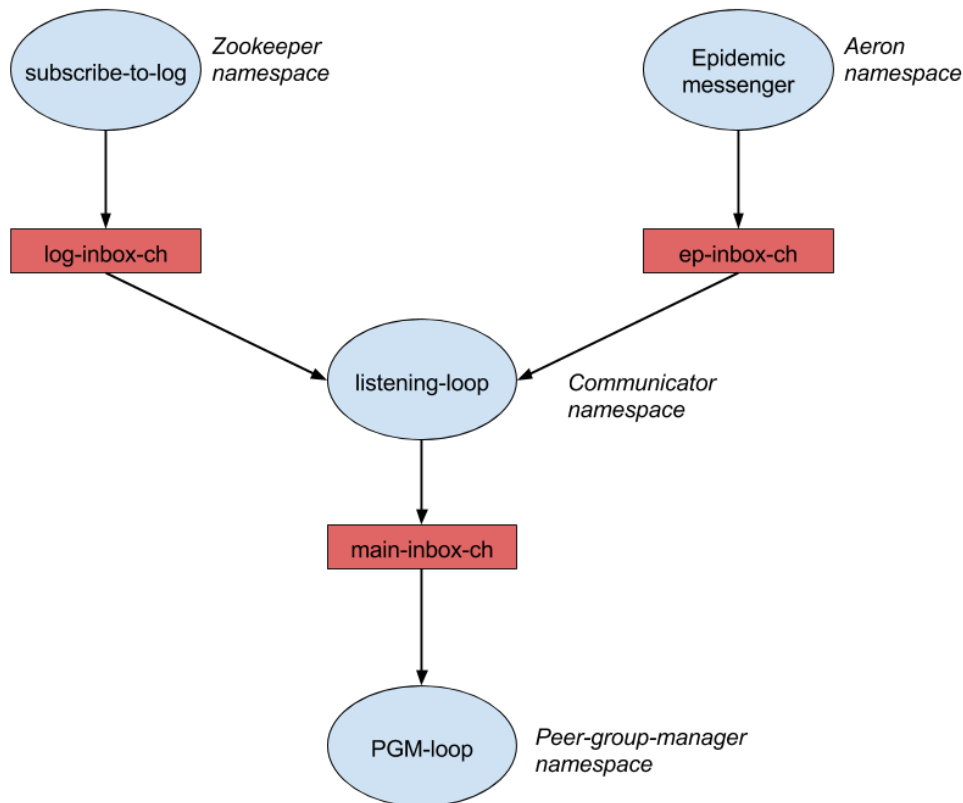 subscribe-to-log
Zookeeper
namespace
Epidemic
messenger
Aeron
namespace
log-inbox-ch
ep-inbox-ch
listening-loop
Communicator
namespace
main-inbox-ch
PGM-loop
Peer-group-manager
namespace